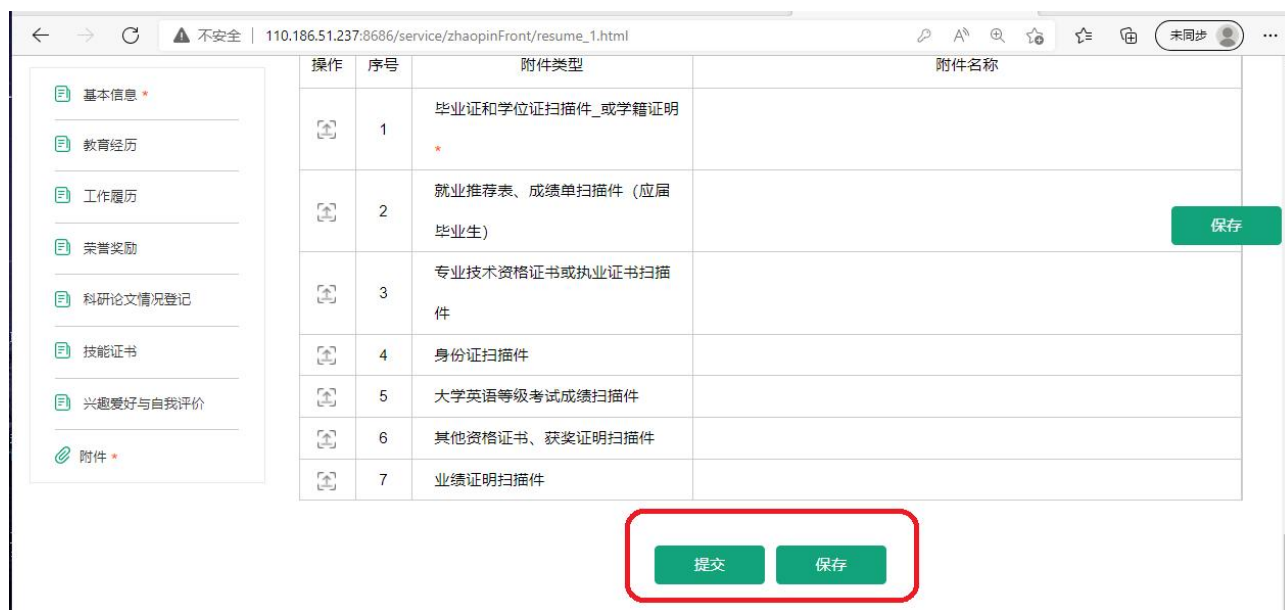 不安全 | 110.186.51.237:8686/service/zhaopinFront/resume_1.html
未同步
基本信息 *
教育经历
工作履历
荣誉奖励
科研论文情况登记
技能证书
兴趣爱好与自我评价
附件 *
操作 序号 附件类型 附件名称
1 毕业证和学位证扫描件_或学籍证明
*
2 就业推荐表、成绩单扫描件（应届
毕业生）
3 专业技术资格证书或执业证书扫描
件
4 身份证扫描件
5 大学英语等级考试成绩扫描件
6 其他资格证书、获奖证明扫描件
7 业绩证明扫描件
保存
提交 保存